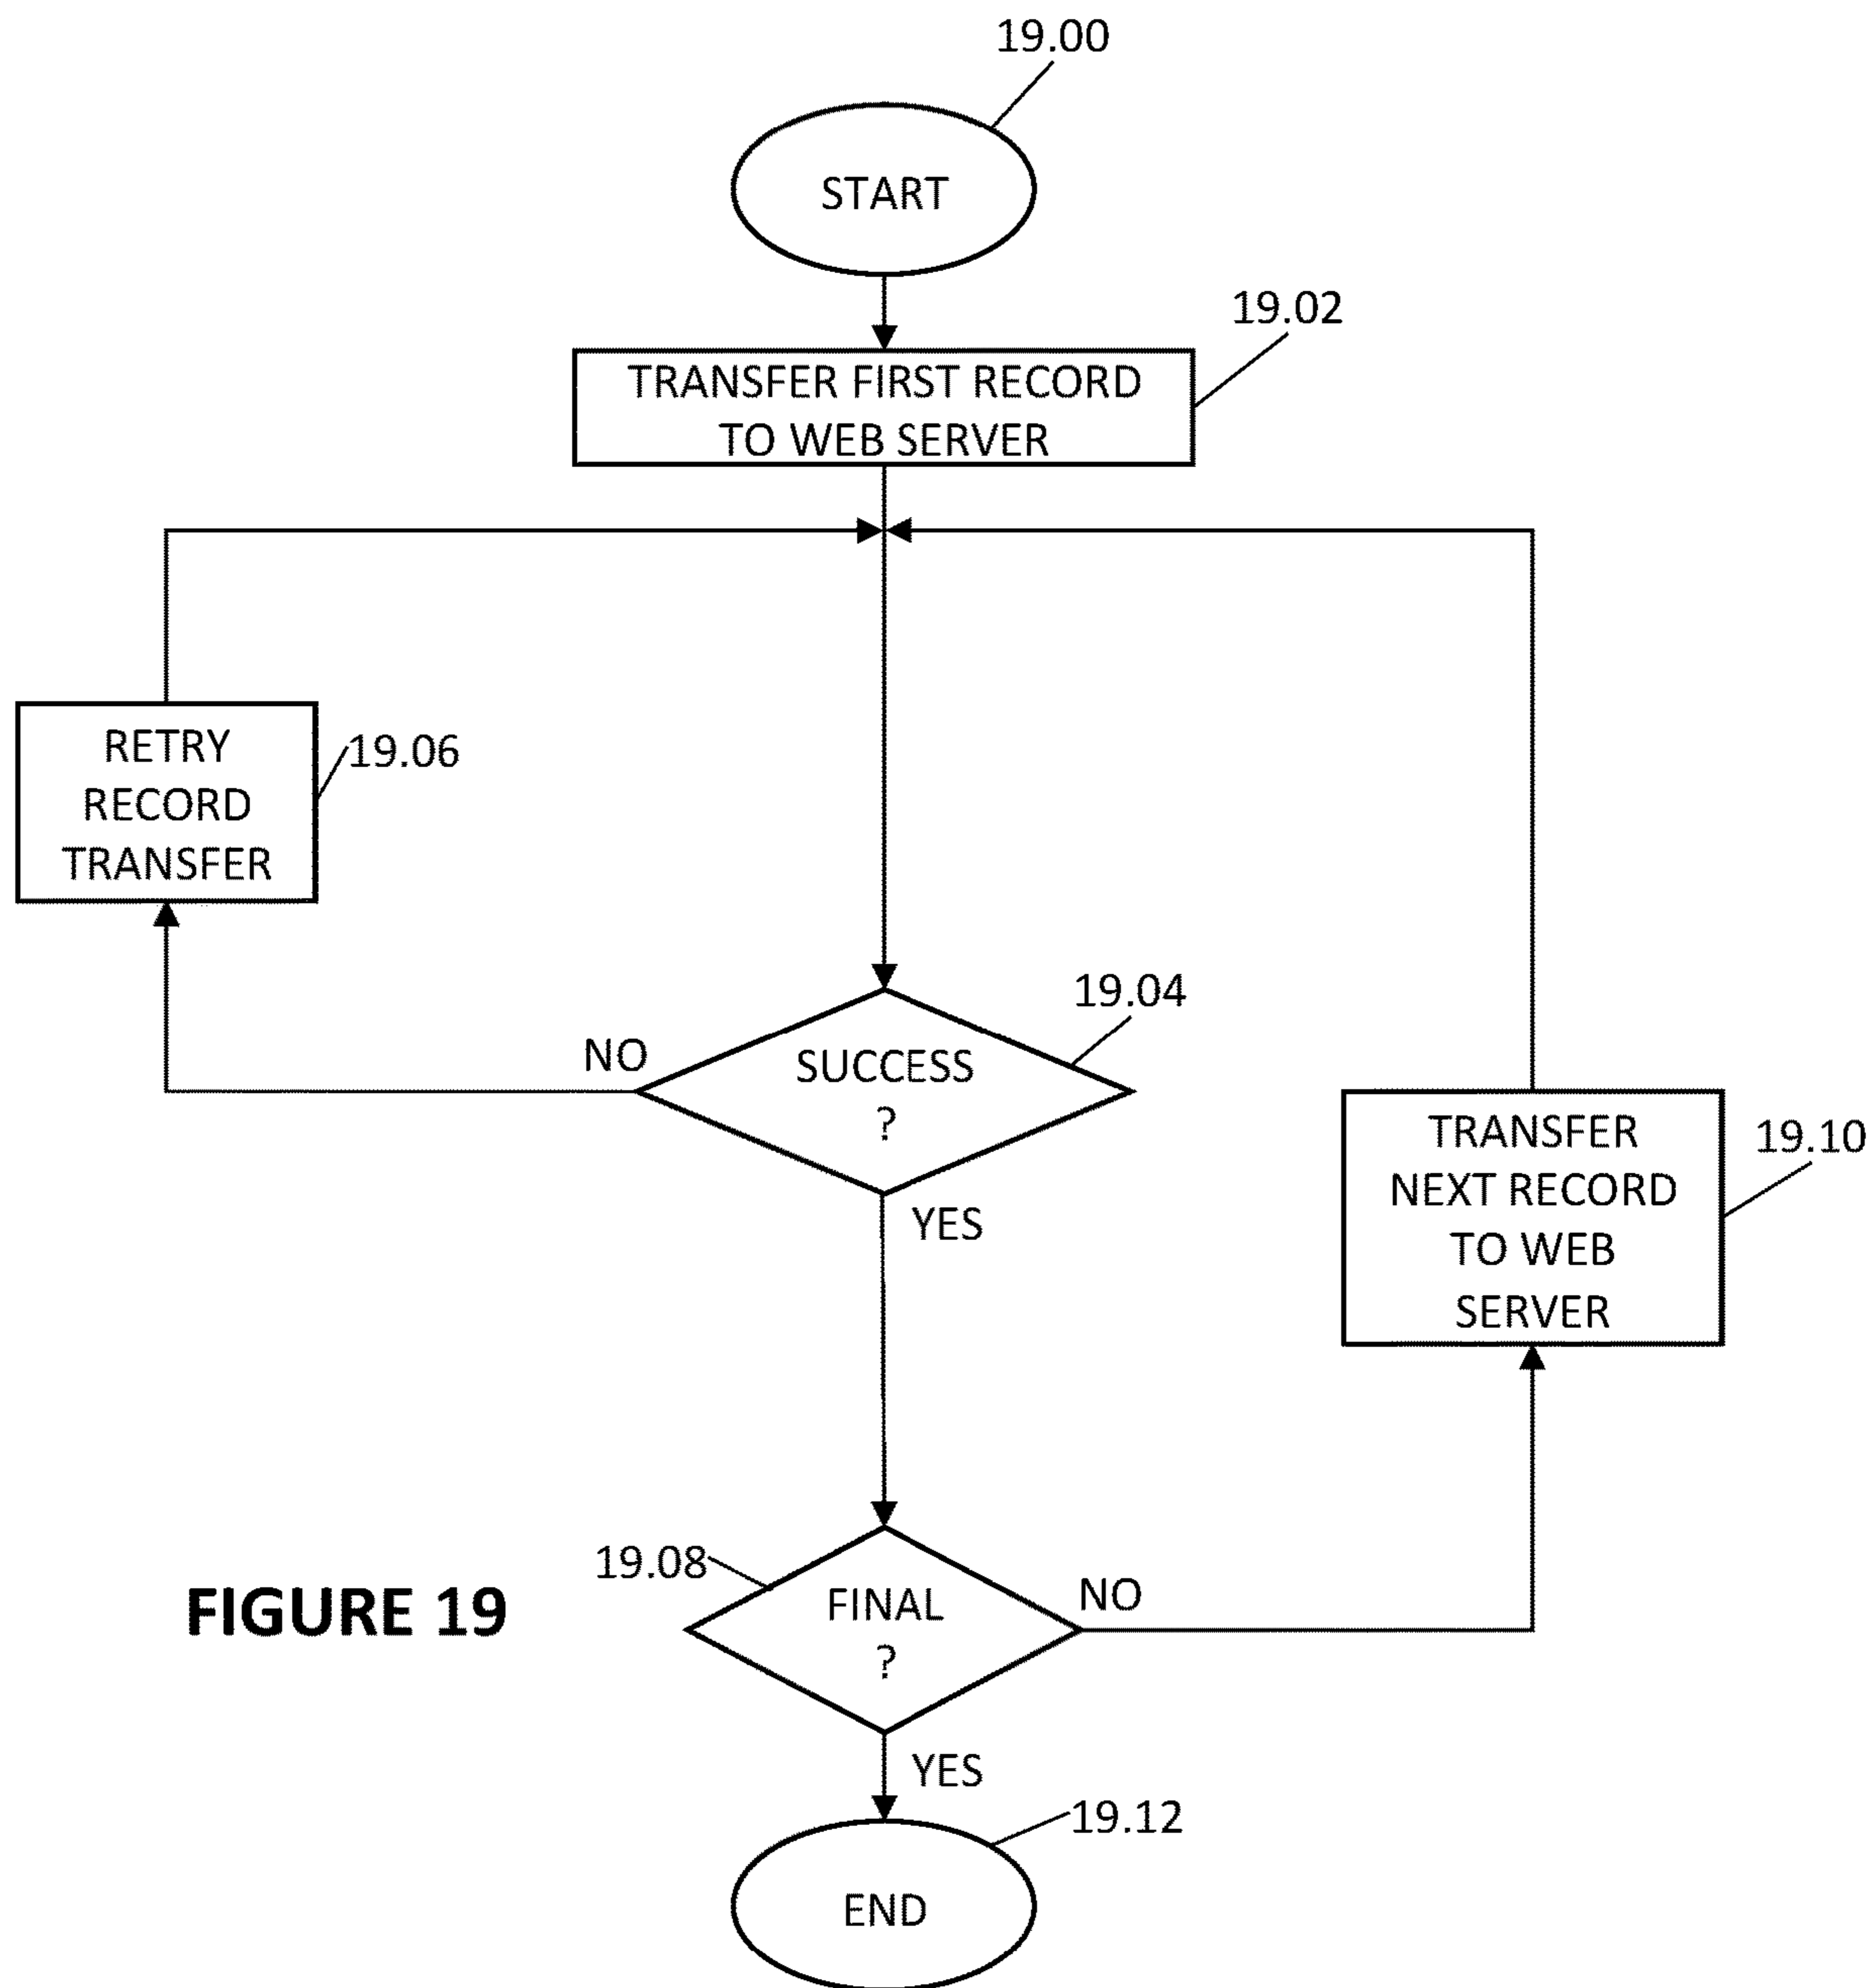 19.00
START
19.02
TRANSFER FIRST RECORD
TO WEB SERVER
RETRY
RECORD
TRANSFER
19.06
19.04
NO
SUCCESS
?
YES
TRANSFER
NEXT RECORD
TO WEB
SERVER
19.10
19.08
FINAL
?
NO
FIGURE 19
YES
19.12
END